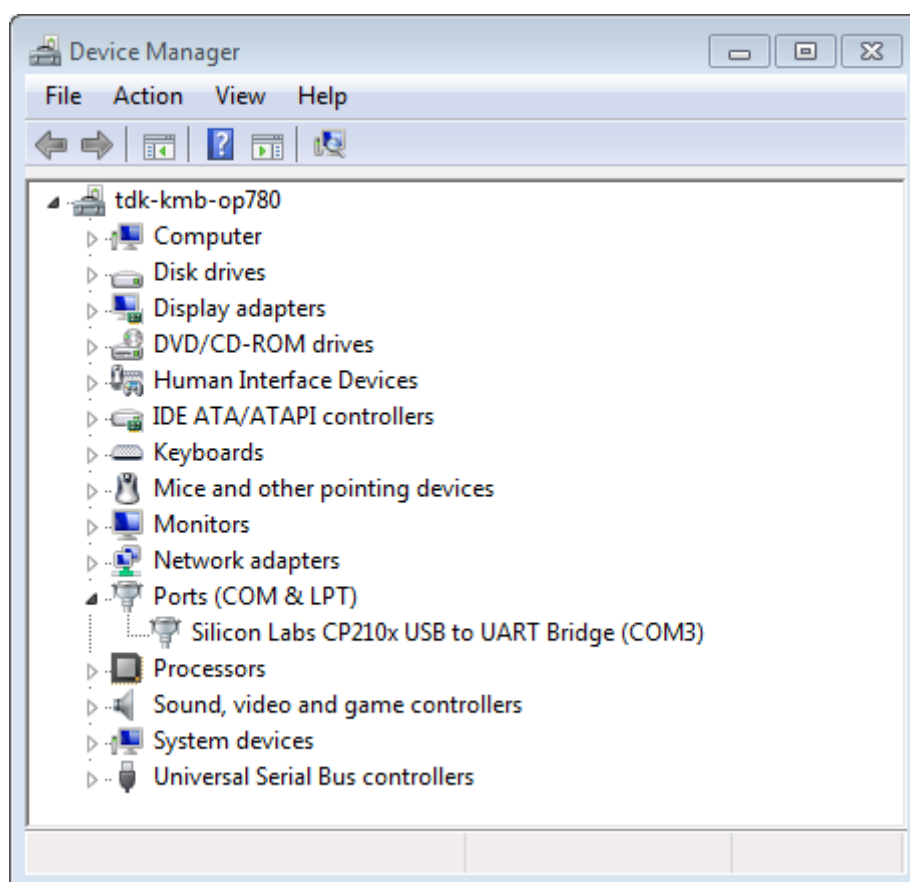 Device Manager
File Action View Help
?
tdk-kmb-op780
Computer
Disk drives
Display adapters
DVD/CD-ROM drives
Human Interface Devices
IDE ATA/ATAPI controllers
Keyboards
Mice and other pointing devices
Monitors
Network adapters
Ports (COM & LPT)
Silicon Labs CP210x USB to UART Bridge (COM3)
Processors
Sound, video and game controllers
System devices
Universal Serial Bus controllers